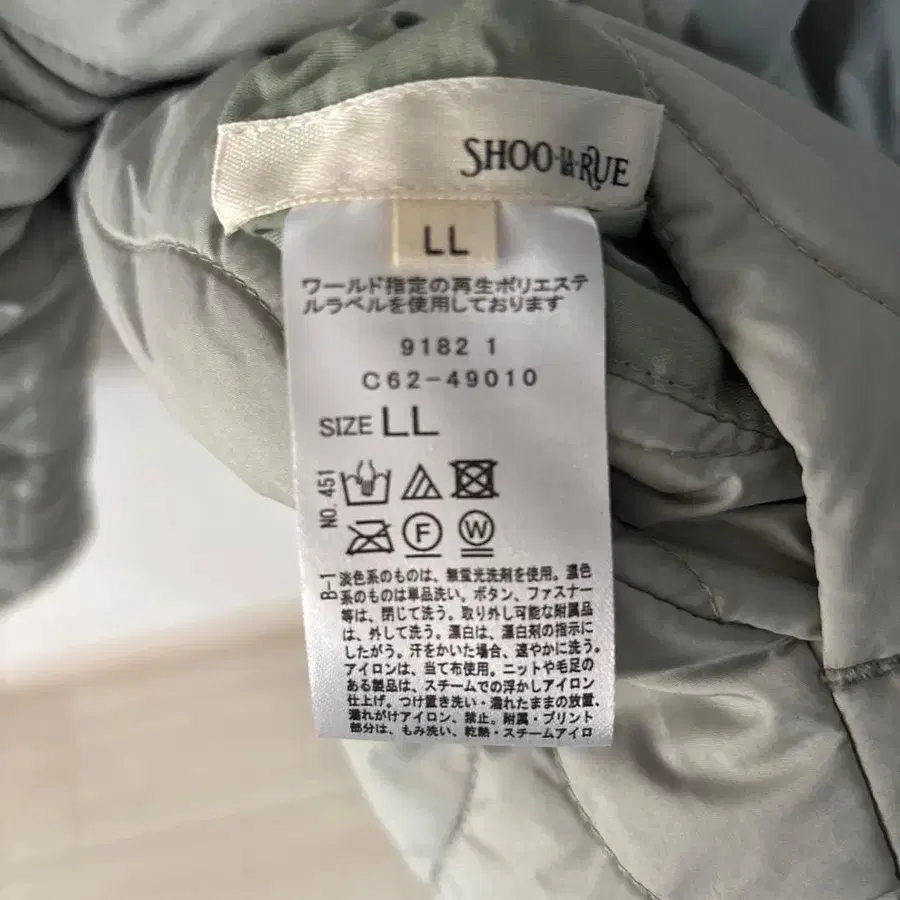 SHOO·LA·RUE
LL
ワールド指定の再生ポリエステ
ルラベルを使用しております
9182 1
C62-49010
SIZE LL
NO. 451
F W
B-1
淡色系のものは、無蛍光洗剤を使用。濃色
系のものは単品洗い。ボタン、ファスナー
等は、閉じて洗う。取り外し可能な附属品
は、外して洗う。漂白は、漂白剤の指示に
したがう。汗をかいた場合、速やかに洗う。
アイロンは、当て布使用。ニットや毛足の
ある製品は、スチームでの浮かしアイロン
仕上げ。つけ置き洗い・濡れたままの放置、
濡れがけアイロン、禁止。附属・プリント
部分は、もみ洗い、乾熱・スチームアイロ